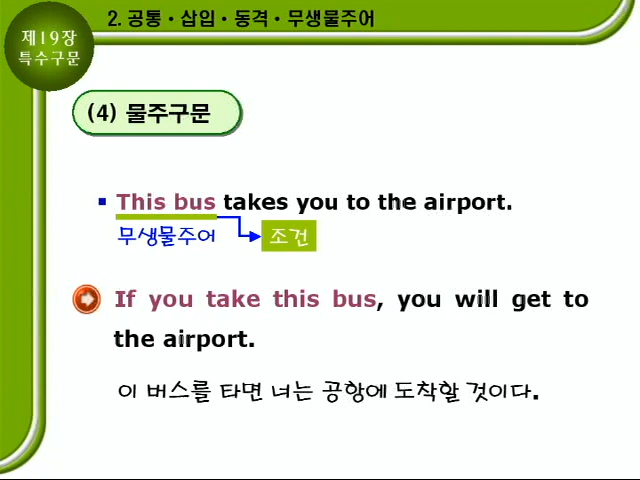 2. 공통·삽입·동격·무생물주어
제19장
특수구문
(4) 물주구문
This bus takes you to the airport.
무생물주어 조건
If you take this bus, you will get to
the airport.
이 버스를 타면 너는 공항에 도착할 것이다.